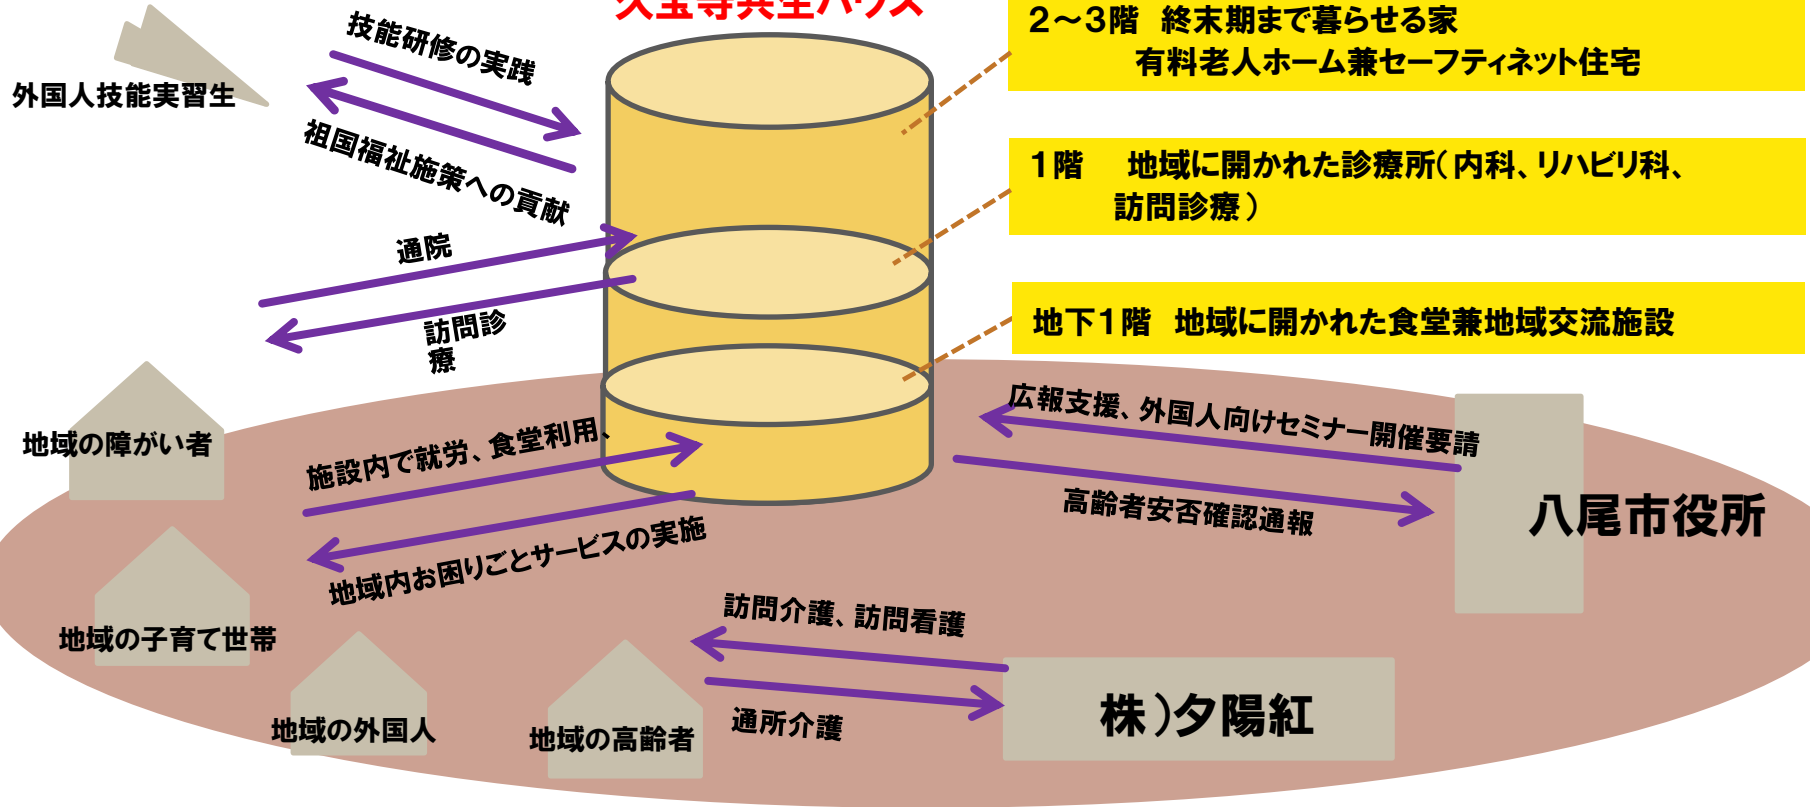 久宝寺共生ハウス
2～3階 終末期まで暮らせる家
有料老人ホーム兼セーフティネット住宅
技能研修の実践
外国人技能実習生
祖国福祉施策への貢献
1階 地域に開かれた診療所(内科、リハビリ科、
訪問診療)
通院
訪問診
療
地下1階 地域に開かれた食堂兼地域交流施設
広報支援、外国人向けセミナー開催要請
地域の障がい者
施設内で就労、食堂利用、
高齢者安否確認通報
八尾市役所
地域内お困りごとサービスの実施
訪問介護、訪問看護
地域の子育て世帯
株)夕陽紅
通所介護
地域の外国人
地域の高齢者